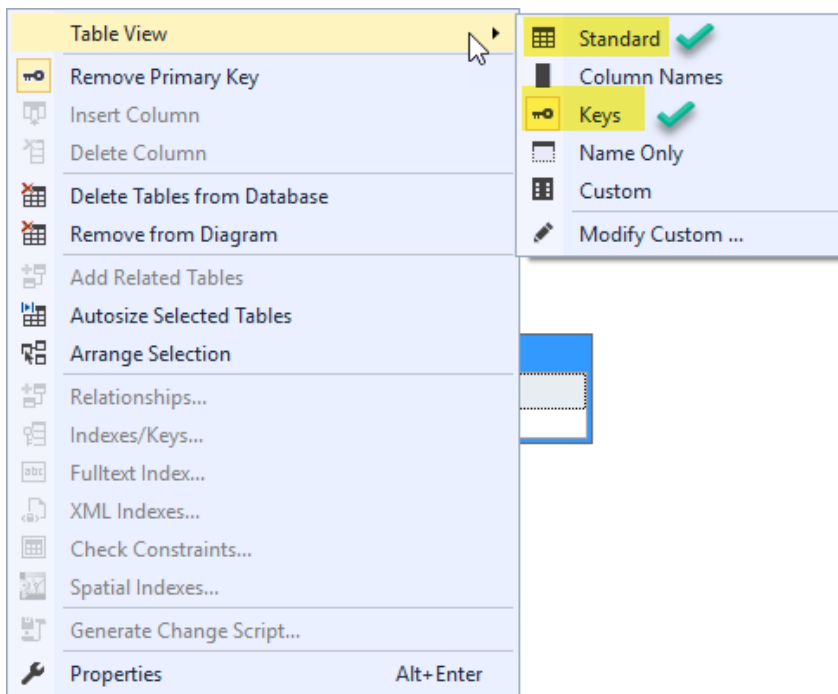 Table View
Remove Primary Key
Insert Column
Delete Column
Delete Tables from Database
Remove from Diagram
Add Related Tables
Autosize Selected Tables
Arrange Selection
Relationships...
Indexes/Keys...
Fulltext Index...
XML Indexes...
Check Constraints...
Spatial Indexes...
Generate Change Script...
Properties Alt+Enter
Standard
Column Names
Keys
Name Only
Custom
Modify Custom ...
abc